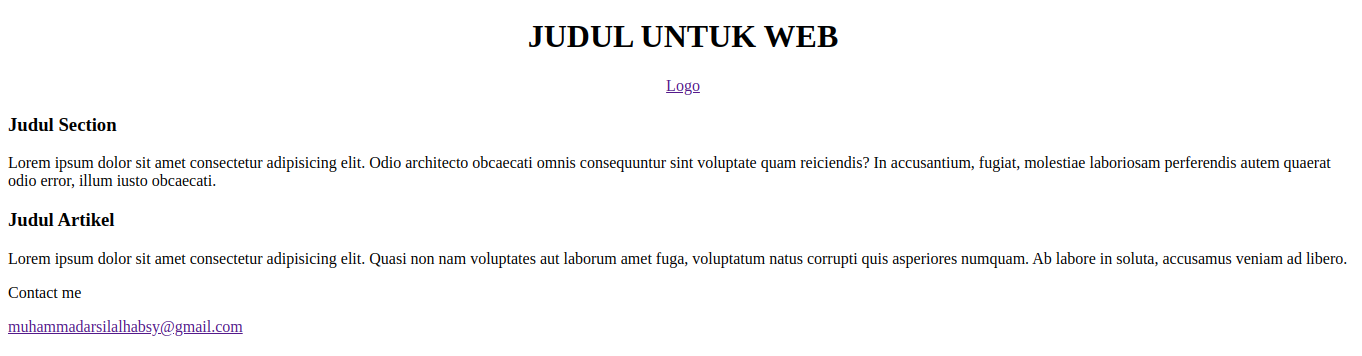 JUDUL UNTUK WEB
Logo
Judul Section
Lorem ipsum dolor sit amet consectetur adipisicing elit. Odio architecto obcaecati omnis consequuntur sint voluptate quam reiciendis? In accusantium, fugiat, molestiae laboriosam perferendis autem quaerat
odio error, illum iusto obcaecati.
Judul Artikel
Lorem ipsum dolor sit amet consectetur adipisicing elit. Quasi non nam voluptates aut laborum amet fuga, voluptatum natus corrupti quis asperiores numquam. Ab labore in soluta, accusamus veniam ad libero.
Contact me
muhammadarsilalhabsy@gmail.com